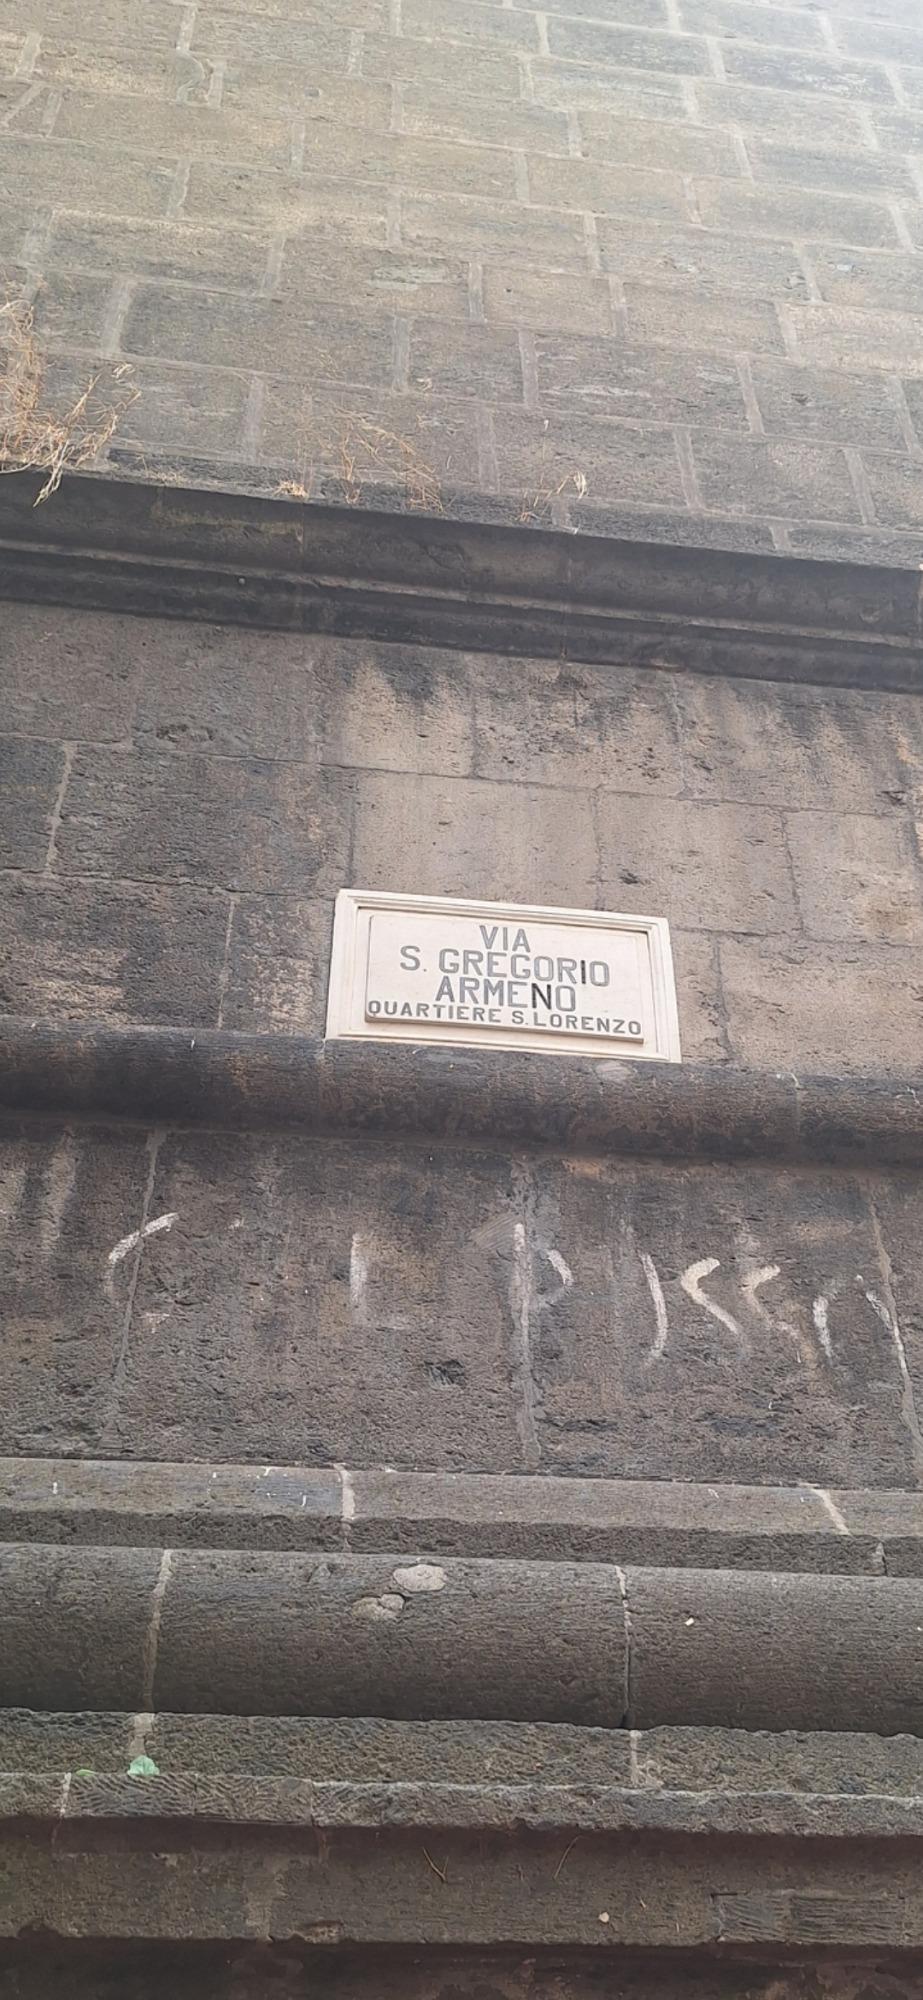 VIA
S. GREGORIO
ARMENO
QUARTIERE S. LORENZO